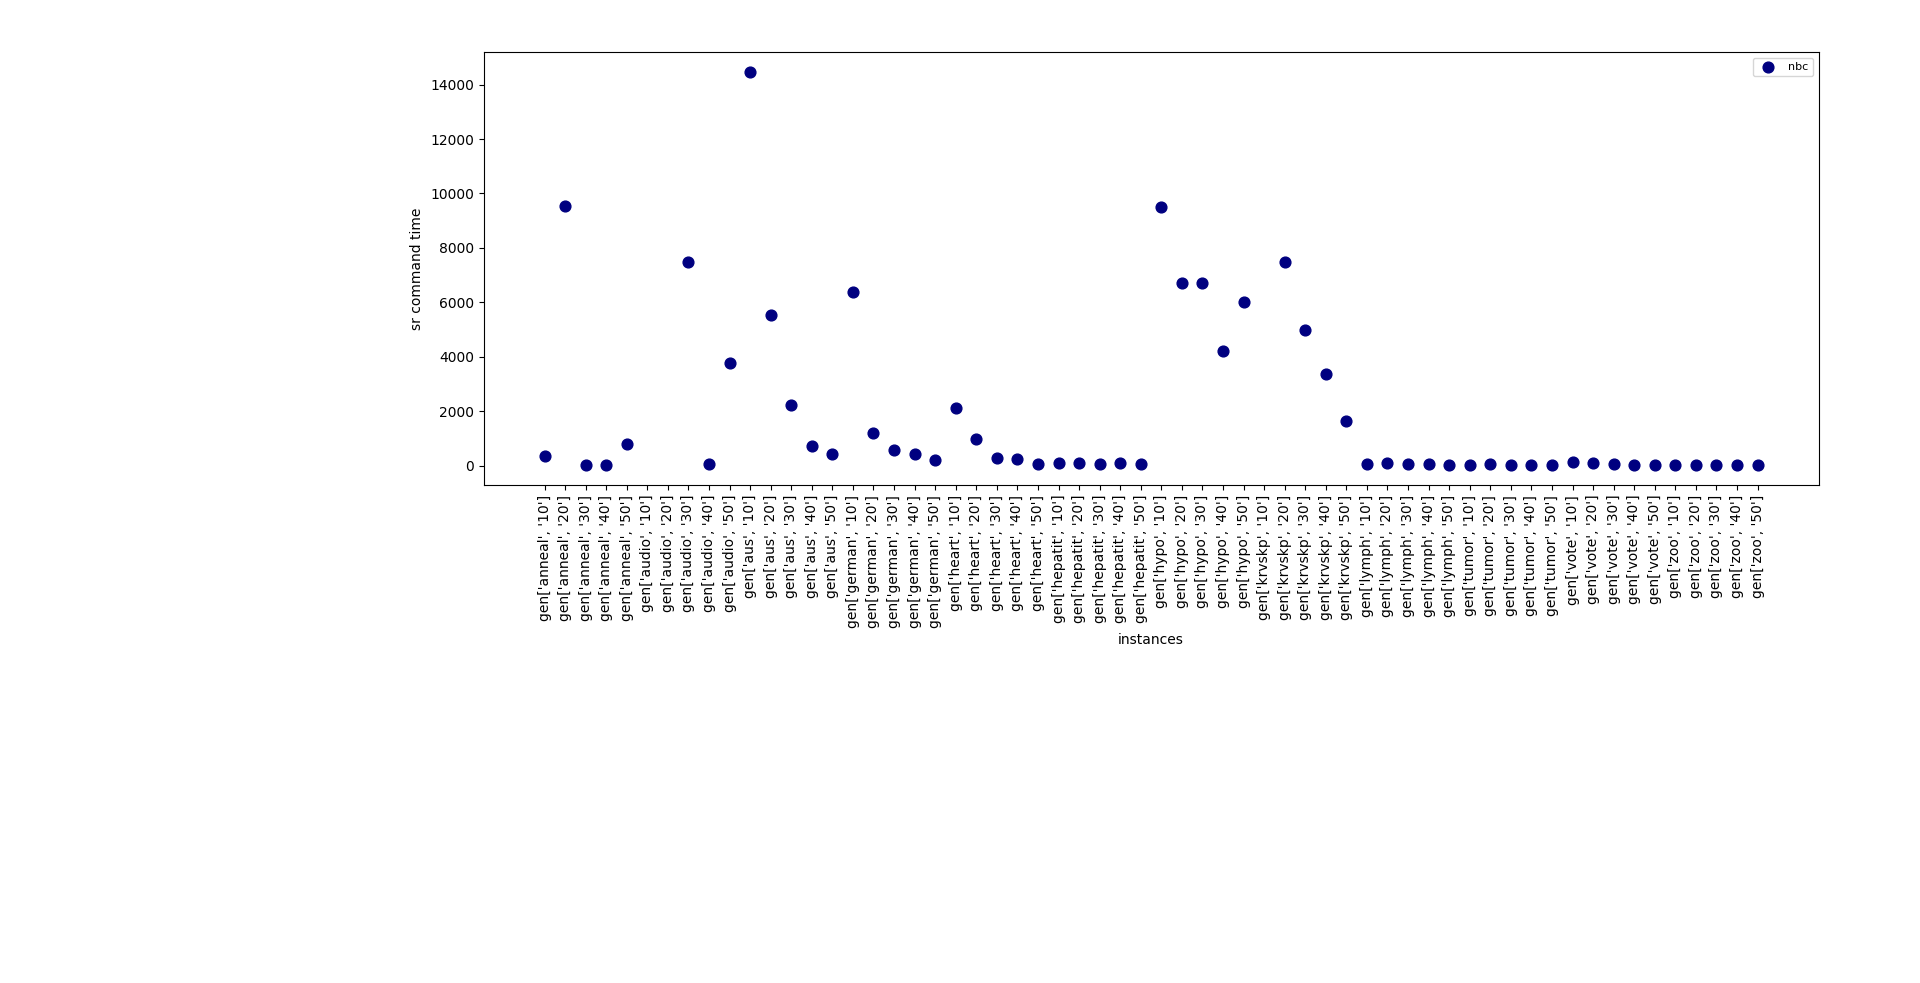 nbc
14000
12000
10000
8000
6000
4000
2000
0
sr command time
gen['anneal', '10']
gen['anneal', '20']
gen['anneal', '30']
gen['anneal', '40']
gen['anneal', '50']
gen['audio', '10']
gen['audio', '20']
gen['audio', '30']
gen['audio', '40']
gen['audio', '50']
gen['aus', '10']
gen['aus', '20']
gen['aus', '30']
gen['aus', '40']
gen['aus', '50']
gen['german', '10']
gen['german', '20']
gen['german', '30']
gen['german', '40']
gen['german', '50']
gen['heart', '10']
gen['heart', '20']
gen['heart', '30']
gen['heart', '40']
gen['heart', '50']
gen['hepatit', '10']
gen['hepatit', '20']
gen['hepatit', '30']
gen['hepatit', '40']
gen['hepatit', '50']
gen['hypo', '10']
gen['hypo', '20']
gen['hypo', '30']
gen['hypo', '40']
gen['hypo', '50']
gen['krvskp', '10']
gen['krvskp', '20']
gen['krvskp', '30']
gen['krvskp', '40']
gen['krvskp', '50']
gen['lymph', '10']
gen['lymph', '20']
gen['lymph', '30']
gen['lymph', '40']
gen['lymph', '50']
gen['tumor', '10']
gen['tumor', '20']
gen['tumor', '30']
gen['tumor', '40']
gen['tumor', '50']
gen['vote', '10']
gen['vote', '20']
gen['vote', '30']
gen['vote', '40']
gen['vote', '50']
gen['zoo', '10']
gen['zoo', '20']
gen['zoo', '30']
gen['zoo', '40']
gen['zoo', '50']
instances